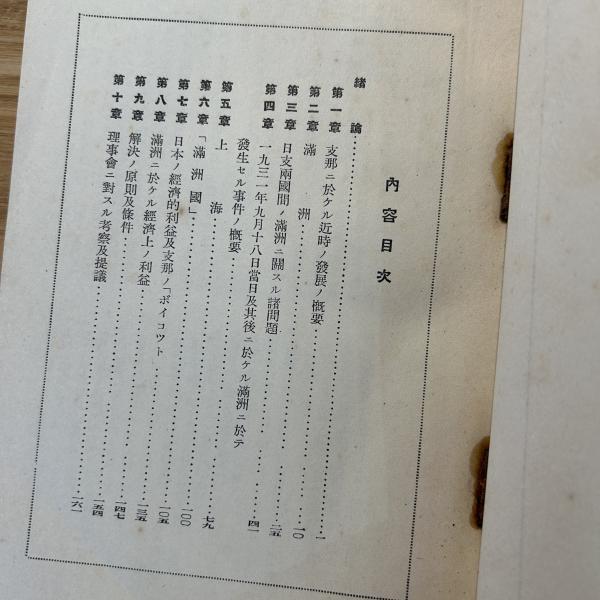 內容目次
緒論……一
第一章 支那ニ於ケル近時ノ發展ノ概要……一〇
第二章 滿洲……二五
第三章 日支兩國間ノ滿洲ニ關スル諸問題……四一
第四章 一九三一年九月十八日當日及其後ニ於ケル滿洲ニ於テ
發生セル事件ノ概要……七九
第五章 上海……一〇〇
第六章 「滿洲國」……一〇五
第七章 日本ノ經濟的利益及支那ノ「ボイコツト……一三五
第八章 滿洲ニ於ケル經濟上ノ利益……一四七
第九章 解決ノ原則及條件……一五四
第十章 理事會ニ對スル考察及提議……一六一